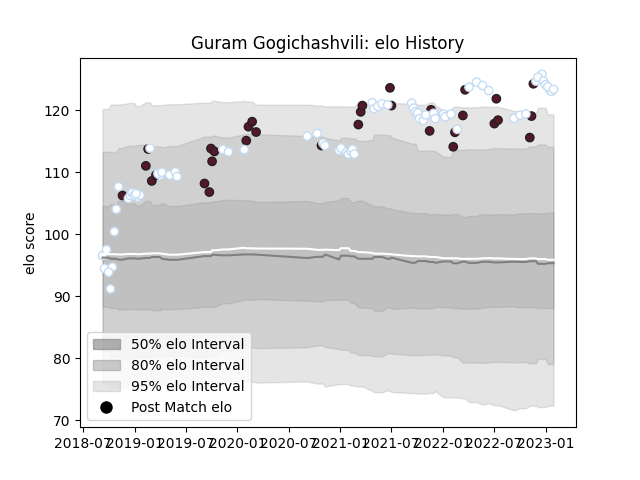 Guram Gogichashvili: elo History
elo score
120
110
100
90
80
70
50% elo Interval
80% elo Interval
95% elo Interval
Post Match elo
2018-07 2019-01 2019-07 2020-01 2020-07 2021-01 2021-07 2022-01 2022-07 2023-01